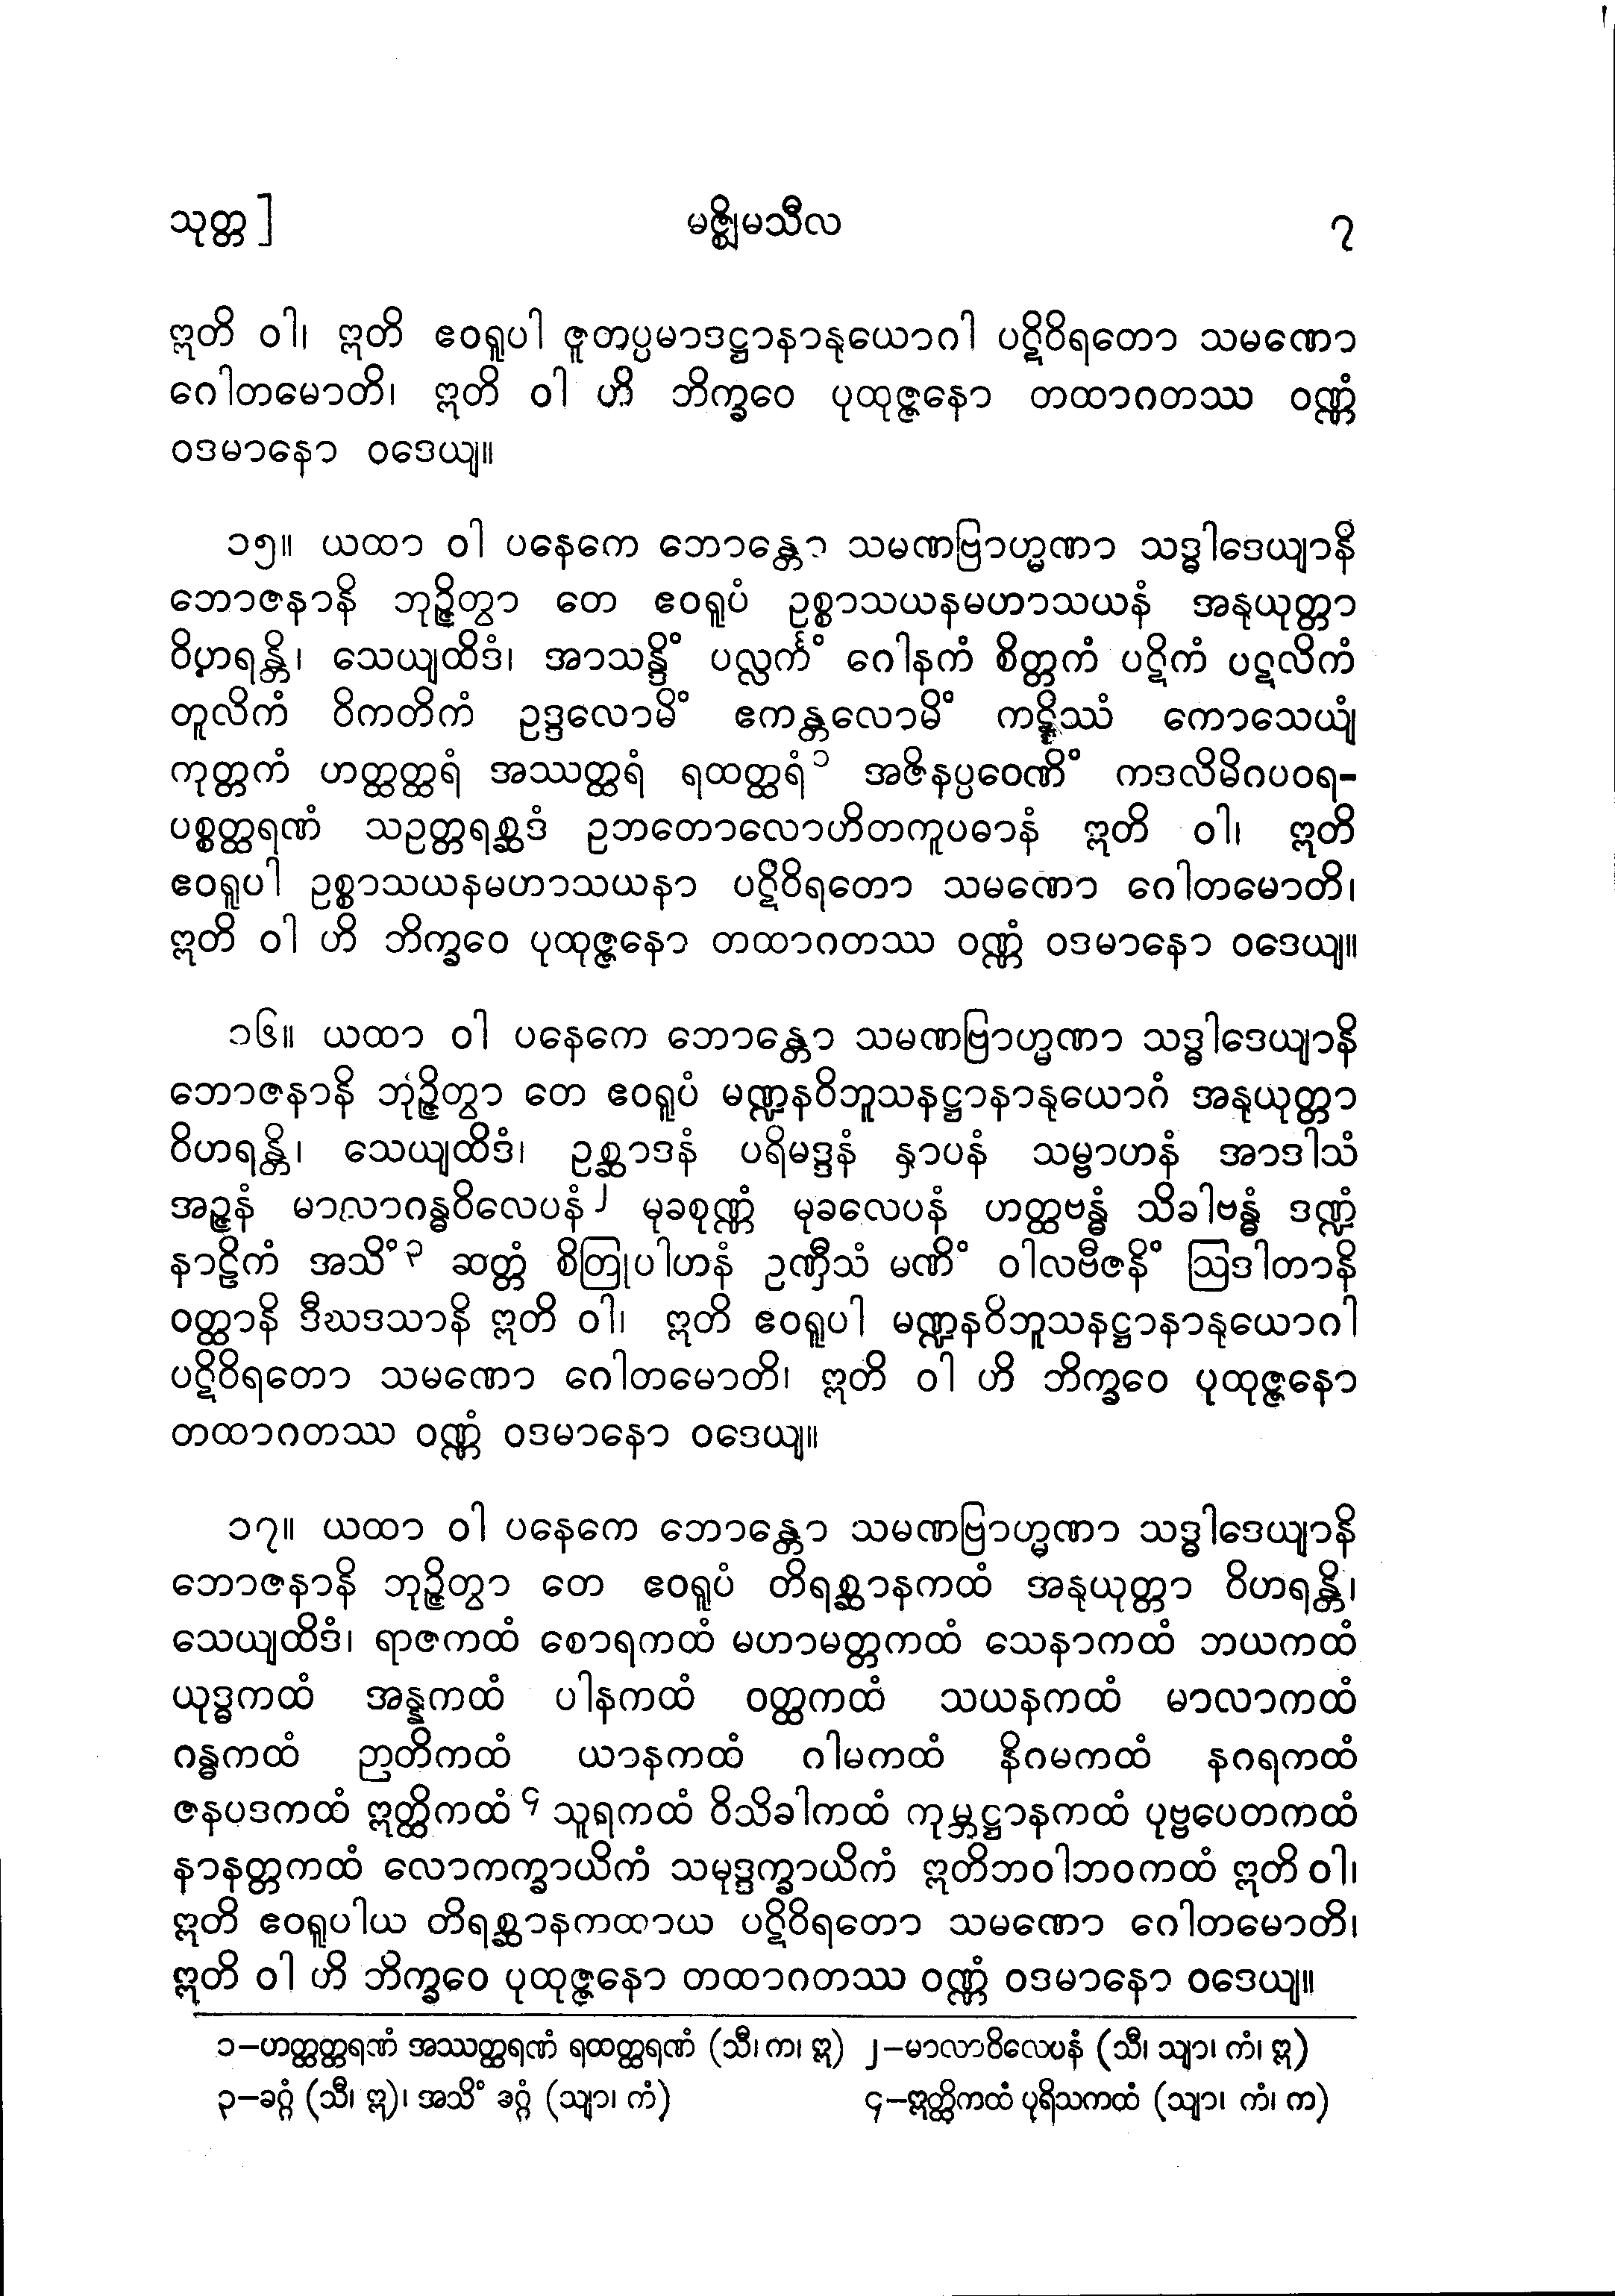 သုတ္တ] မဇ္ဈိမသီလ ၇
ဣတိ ဝါ၊ ဣတိ ဧဝရူပါ ဇူတပ္ပမာဒဋ္ဌာနာနုယောဂါ ပဋိဝိရတော သမဏော
ဂေါတမောတိ၊ ဣတိ ဝါ ဟိ ဘိက္ခဝေ ပုထုဇ္ဇနော တထာဂတဿ ဝဏ္ဏံ
ဝဒမာနော ဝဒေယျ။
၁၅။ ယထာ ဝါ ပနေကေ ဘောန္တော သမဏဗြာဟ္မဏာ သဒ္ဓါဒေယျာနိ
ဘောဇနာနိ ဘုဉ္ဇိတွာ တေ ဧဝရူပံ ဥစ္စာသယနမဟာသယနံ အနုယုတ္တာ
ဝိဟရန္တိ၊ သေယျထိဒံ၊ အာသန္ဒိံ ပလ္လင်္ကံ ဂေါနကံ စိတ္တကံ ပဋိကံ ပဋလိကံ
တူလိကံ ဝိကတိကံ ဥဒ္ဒလောမိံ ဧကန္တလောမိံ ကဋ္ဋိဿံ ကောသေယျံ
ကုတ္တကံ ဟတ္ထတ္ထရံ အဿတ္ထရံ ရထတ္ထရံ၁ အဇိနပ္ပဝေဏိံ ကဒလိမိဂပဝရ-
ပစ္စတ္ထရဏံ သဥတ္တရစ္ဆဒံ ဥဘတောလောဟိတကူပဓာနံ ဣတိ ဝါ၊ ဣတိ
ဧဝရူပါ ဥစ္စာသယနမဟာသယနာ ပဋိဝိရတော သမဏော ဂေါတမောတိ၊
ဣတိ ဝါ ဟိ ဘိက္ခဝေ ပုထုဇ္ဇနော တထာဂတဿ ဝဏ္ဏံ ဝဒမာနော ဝဒေယျ။
၁၆။ ယထာ ဝါ ပနေကေ ဘောန္တော သမဏဗြာဟ္မဏာ သဒ္ဓါဒေယျာနိ
ဘောဇနာနိ ဘုဉ္ဇိတွာ တေ ဧဝရူပံ မဏ္ဍနဝိဘူသနဋ္ဌာနာနုယောဂံ အနုယုတ္တာ
ဝိဟရန္တိ၊ သေယျထိဒံ၊ ဥစ္ဆာဒနံ ပရိမဒ္ဒနံ နှာပနံ သမ္ဗာဟနံ အာဒါသံ
အဉ္ဇနံ မာလာဂန္ဓဝိလေပနံ၂ မုခစုဏ္ဏံ မုခလေပနံ ဟတ္ထဗန္ဓံ သိခါဗန္ဓံ ဒဏ္ဍံ
နာဠိကံ အသိံ၃ ဆတ္တံ စိတြုပါဟနံ ဥဏှီသံ မဏိံ ဝါလဗီဇနိံ ဩဒါတာနိ
ဝတ္ထာနိ ဒီဃဒသာနိ ဣတိ ဝါ၊ ဣတိ ဧဝရူပါ မဏ္ဍနဝိဘူသနဋ္ဌာနာနုယောဂါ
ပဋိဝိရတော သမဏော ဂေါတမောတိ၊ ဣတိ ဝါ ဟိ ဘိက္ခဝေ ပုထုဇ္ဇနော
တထာဂတဿ ဝဏ္ဏံ ဝဒမာနော ဝဒေယျ။
၁၇။ ယထာ ဝါ ပနေကေ ဘောန္တော သမဏဗြာဟ္မဏာ သဒ္ဓါဒေယျာနိ
ဘောဇနာနိ ဘုဉ္ဇိတွာ တေ ဧဝရူပံ တိရစ္ဆာနကထံ အနုယုတ္တာ ဝိဟရန္တိ၊
သေယျထိဒံ၊ ရာဇကထံ စောရကထံ မဟာမတ္တကထံ သေနာကထံ ဘယကထံ
ယုဒ္ဓကထံ အန္နကထံ ပါနကထံ ဝတ္ထကထံ သယနကထံ မာလာကထံ
ဂန္ဓကထံ ဉာတိကထံ ယာနကထံ ဂါမကထံ နိဂမကထံ နဂရကထံ
ဇနပဒကထံ ဣတ္ထိကထံ၄ သူရကထံ ဝိသိခါကထံ ကုမ္ဘဋ္ဌာနကထံ ပုဗ္ဗပေတကထံ
နာနတ္တကထံ လောကက္ခာယိကံ သမုဒ္ဒက္ခာယိကံ ဣတိဘဝါဘဝကထံ ဣတိ ဝါ၊
ဣတိ ဧဝရူပါယ တိရစ္ဆာနကထာယ ပဋိဝိရတော သမဏော ဂေါတမောတိ၊
ဣတိ ဝါ ဟိ ဘိက္ခဝေ ပုထုဇ္ဇနော တထာဂတဿ ဝဏ္ဏံ ဝဒမာနော ဝဒေယျ။
၁−ဟတ္ထတ္ထရဏံ အဿတ္ထရဏံ ရထတ္ထရဏံ (သီ၊ က၊ ဣ) ၂−မာလာဝိလေပနံ (သီ၊ သျာ၊ ကံ၊ ဣ)
၃−ခဂ္ဂံ (သီ၊ ဣ)၊ အသိံ ခဂ္ဂံ (သျာ၊ ကံ) ၄−ဣတ္ထိကထံ ပုရိသကထံ (သျာ၊ ကံ၊ က)